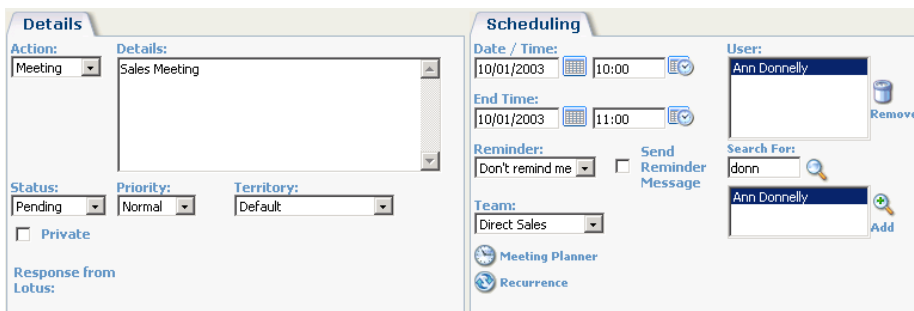 Details
Action:
Details:
Meeting
Sales Meeting
Status:
Priority:
Territory:
Pending
Normal
Default
Private
Response from
Lotus:
Scheduling
Date / Time:
10/01/2003
10:00
End Time:
10/01/2003
11:00
Reminder:
Don't remind me
Send
Reminder
Message
Team:
Direct Sales
Meeting Planner
Recurrence
User:
Ann Donnelly
Remove
Search For:
donn
Ann Donnelly
Add